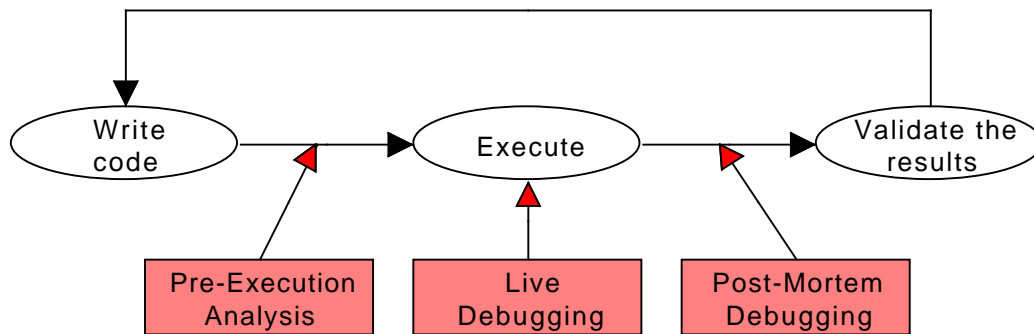 Write
code
Execute
Validate the
results
Pre-Execution
Analysis
Live
Debugging
Post-Mortem
Debugging